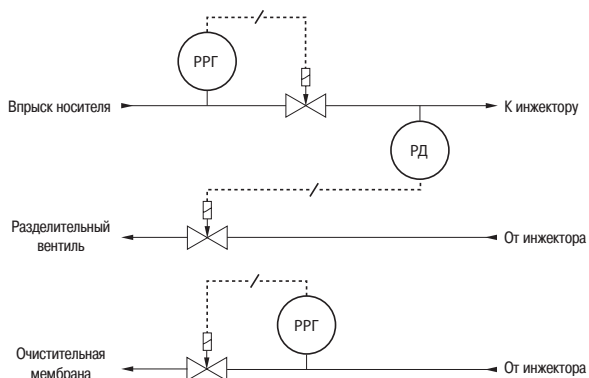 РРГ
Впрыск носителя
К инжектору
РД
Разделительный
вентиль
От инжектора
РРГ
Очистительная
мембрана
От инжектора